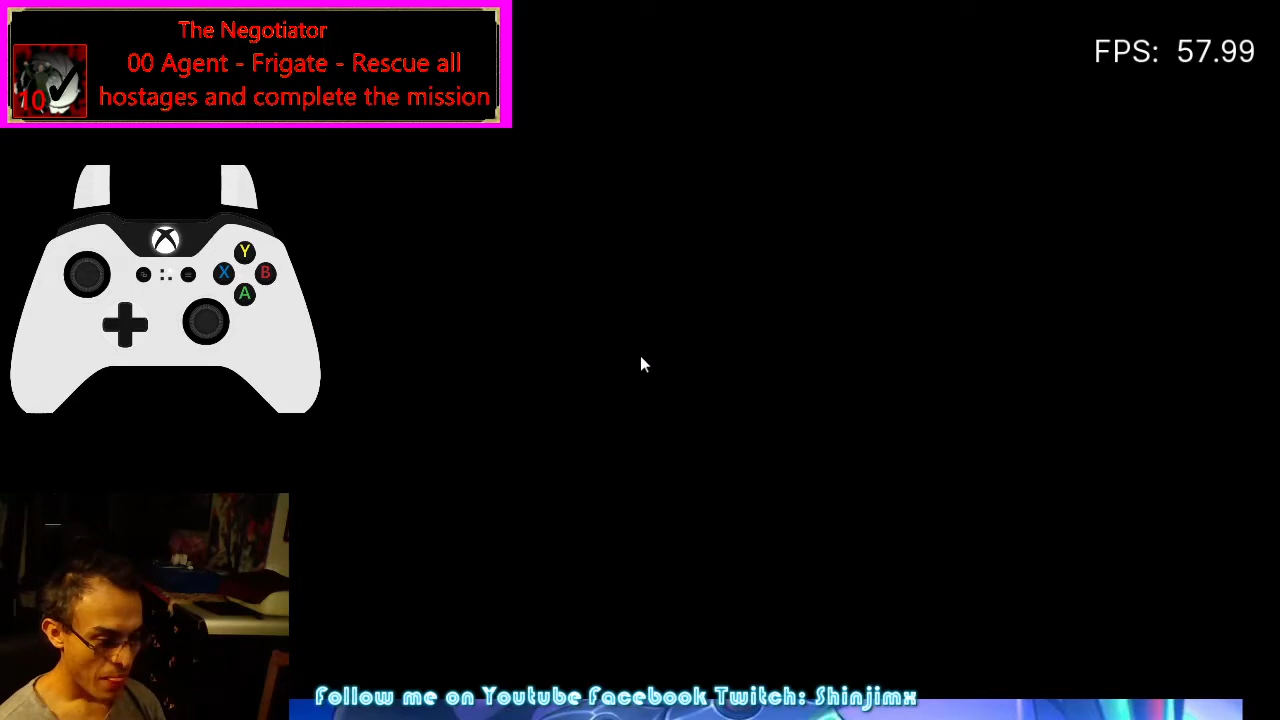 The Negotiator
00 Agent - Frigate - Rescue all
hostages and complete the mission
10
FPS: 57.99
Y
X B
A
Follow me on Youtube Facebook Twitch: Shinjimx